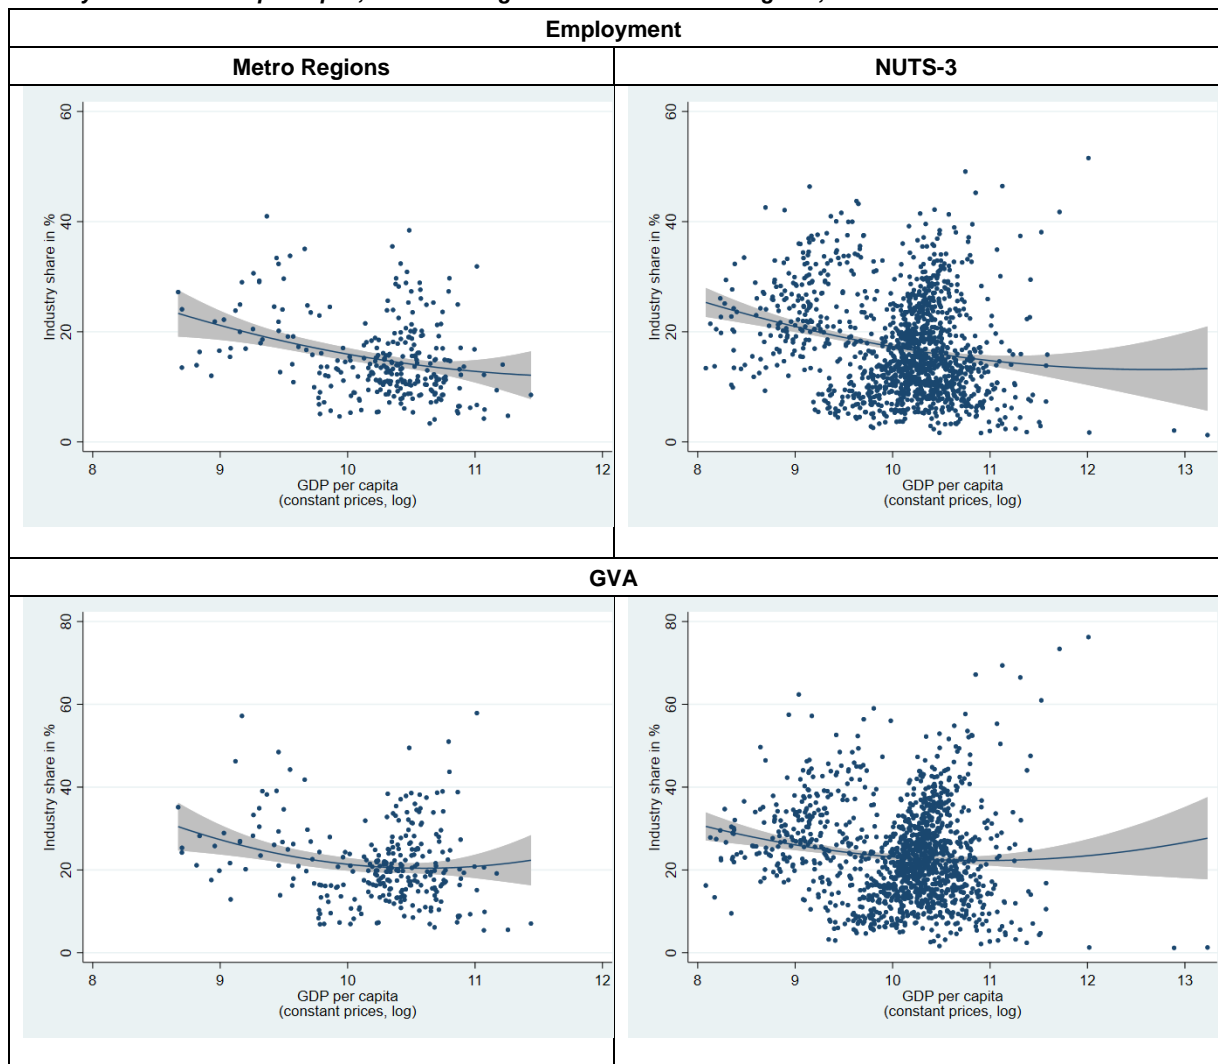 Employment
Metro Regions
NUTS-3
60
40
20
0
Industry share in %
8 9 10 11 12
GDP per capita
(constant prices, log)
60
40
20
0
Industry share in %
8 9 10 11 12 13
GDP per capita
(constant prices, log)
GVA
80
60
40
20
0
Industry share in %
8 9 10 11 12
GDP per capita
(constant prices, log)
80
60
40
20
0
Industry share in %
8 9 10 11 12 13
GDP per capita
(constant prices, log)